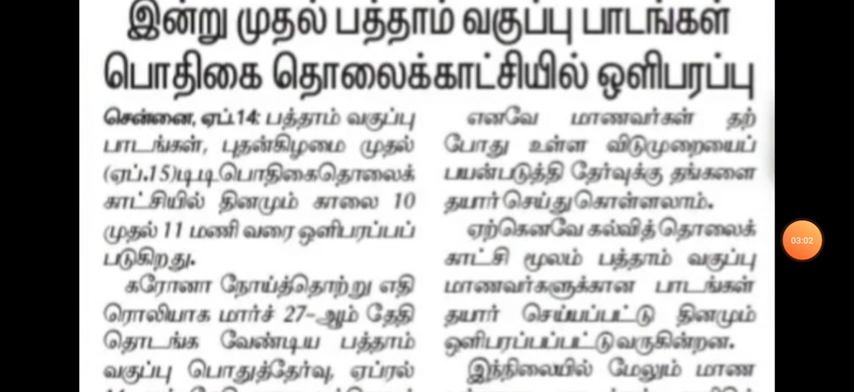 இன்று முதல் பத்தாம் வகுப்பு பாடங்கள்
பொதிகை தொலைக்காட்சியில் ஒளிபரப்பு
சென்னை, ஏப்.14: பத்தாம் வகுப்பு
பாடங்கள், புதன்கிழமை முதல்
(ஏப்.15)டி.டி.பொதிகைதொலைக்
காட்சியில் தினமும் காலை 10
முதல் 11 மணி வரை ஒளிபரப்பப்
படுகிறது.
கரோனா நோய்த்தொற்று எதி
ரொலியாக மார்ச் 27-ஆம் தேதி
தொடங்க வேண்டிய பத்தாம்
வகுப்பு பொதுத்தேர்வு, ஏப்ரல்
எனவே மாணவர்கள் தற்
போது உள்ள விடுமுறையைப்
பயன்படுத்தி தேர்வுக்கு தங்களை
தயார் செய்து கொள்ளலாம்.
ஏற்கெனவே கல்வித் தொலைக்
காட்சி மூலம் பத்தாம் வகுப்பு
மாணவர்களுக்கான பாடங்கள்
தயார் செய்யப்பட்டு தினமும்
ஒளிபரப்பப்பட்டு வருகின்றன.
இந்நிலையில் மேலும் மாண
03:02